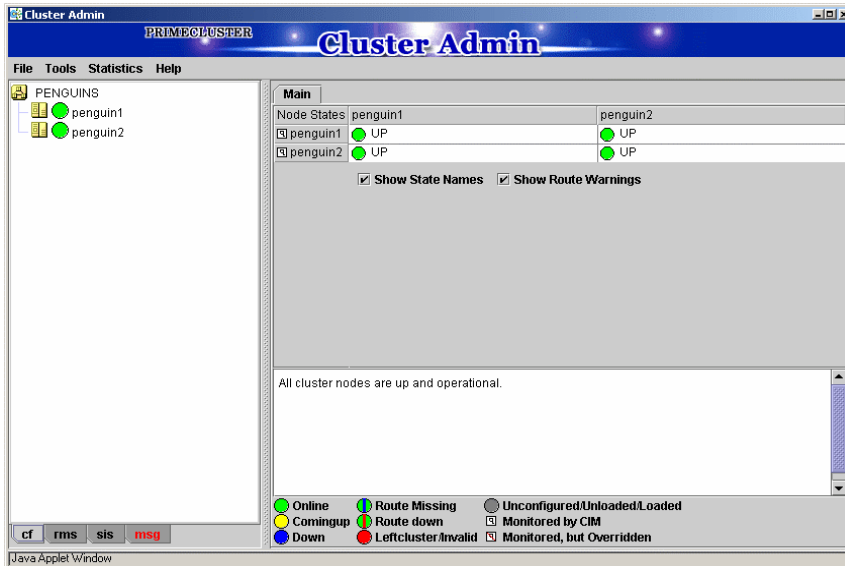 Cluster Admin
PRIMECLUSTER
Cluster Admin
File Tools Statistics Help
PENGUINS
penguin1
penguin2
Main
Node States penguin1 penguin2
penguin1 UP UP
penguin2 UP UP
Show State Names Show Route Warnings
All cluster nodes are up and operational.
Online Route Missing Unconfigured/Unloaded/Loaded
Comingup Route down Monitored by CIM
Down Leftcluster/Invalid Monitored, but Overridden
cf rms sis msg
Java Applet Window